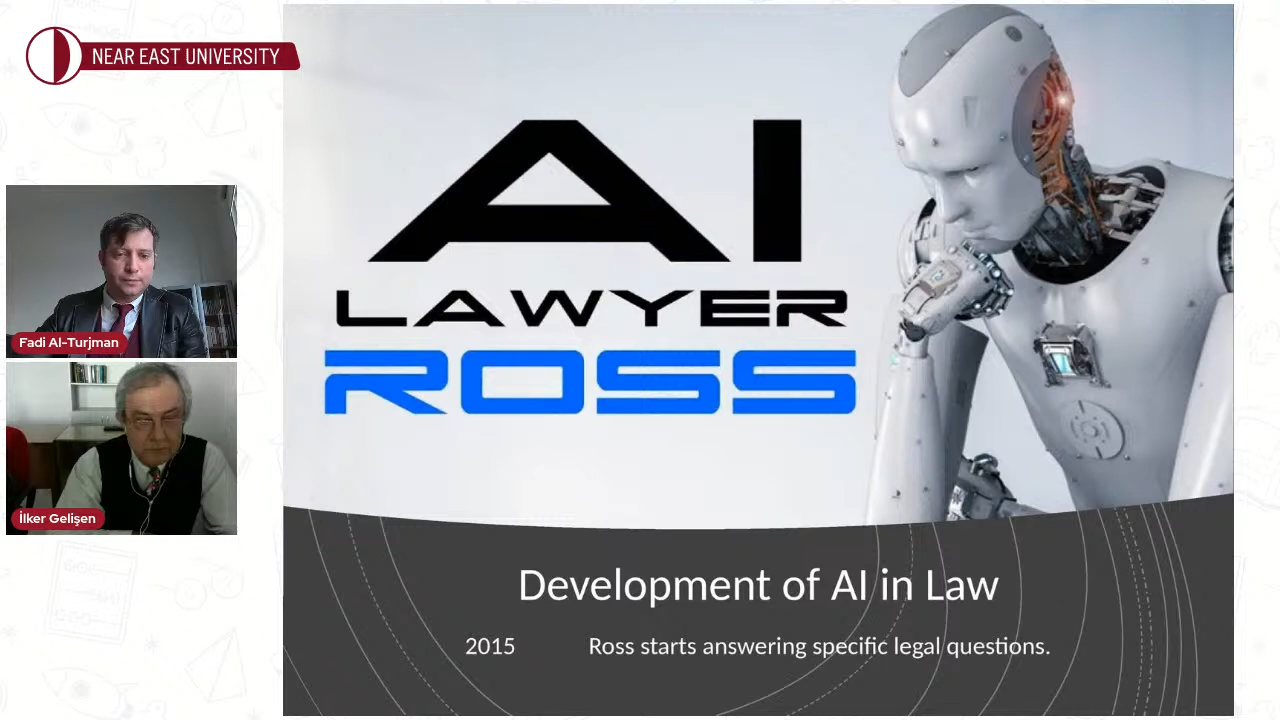 NEAR EAST UNIVERSITY
AI
LAWYER
ROSS
Fadi Al-Turjman
İlker Gelişen
Development of AI in Law
2015 Ross starts answering specific legal questions.